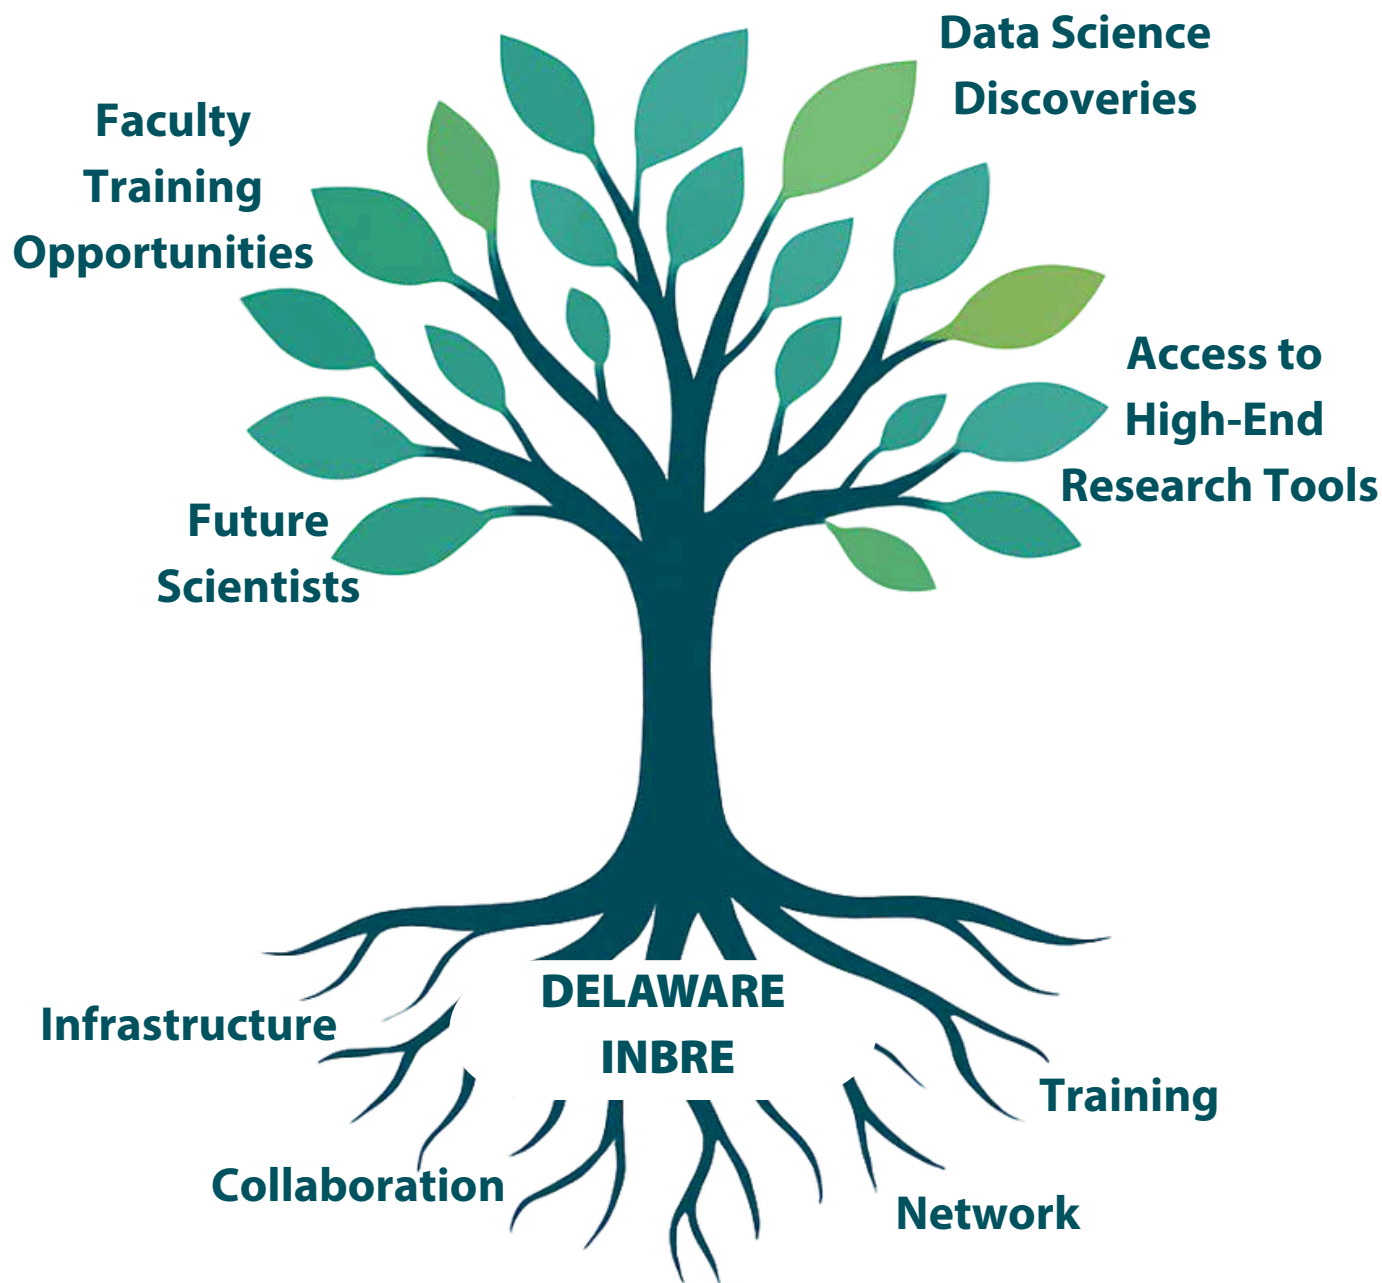 Data Science
Discoveries
Faculty
Training
Opportunities
Access to
High-End
Research Tools
Future
Scientists
DELAWARE
INBRE
Infrastructure
Training
Collaboration
Network